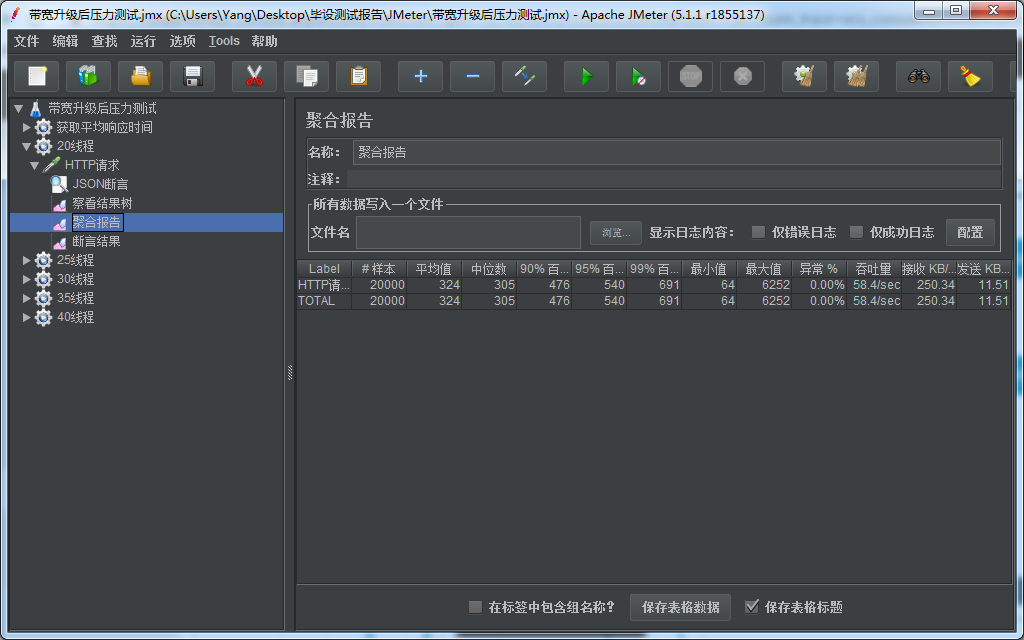 带宽升级后压力测试.jmx (C:\Users\Yang\Desktop\毕设测试报告\JMeter\带宽升级后压力测试.jmx) - Apache JMeter (5.1.1 r1855137)
文件 编辑 查找 运行 选项 Tools 帮助
STOP
带宽升级后压力测试
获取平均响应时间
20线程
HTTP请求
JSON断言
察看结果树
聚合报告
断言结果
25线程
30线程
35线程
40线程
聚合报告
名称： 聚合报告
注释：
所有数据写入一个文件
文件名 浏览... 显示日志内容： 仅错误日志 仅成功日志 配置
Label # 样本 平均值 中位数 90% 百... 95% 百... 99% 百... 最小值 最大值 异常 % 吞吐量 接收 KB/... 发送 KB...
HTTP请... 20000 324 305 476 540 691 64 6252 0.00% 58.4/sec 250.34 11.51
TOTAL 20000 324 305 476 540 691 64 6252 0.00% 58.4/sec 250.34 11.51
在标签中包含组名称? 保存表格数据 保存表格标题